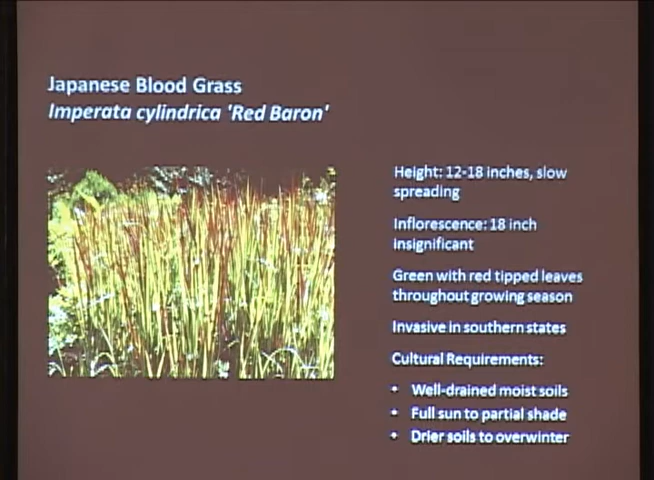 Japanese Blood Grass
Imperata cylindrica 'Red Baron'
Height: 12-18 inches, slow
spreading
Inflorescence: 18 inch
insignificant
Green with red tipped leaves
throughout growing season
Invasive in southern states
Cultural Requirements:
• Well-drained moist soils
• Full sun to partial shade
• Drier soils to overwinter